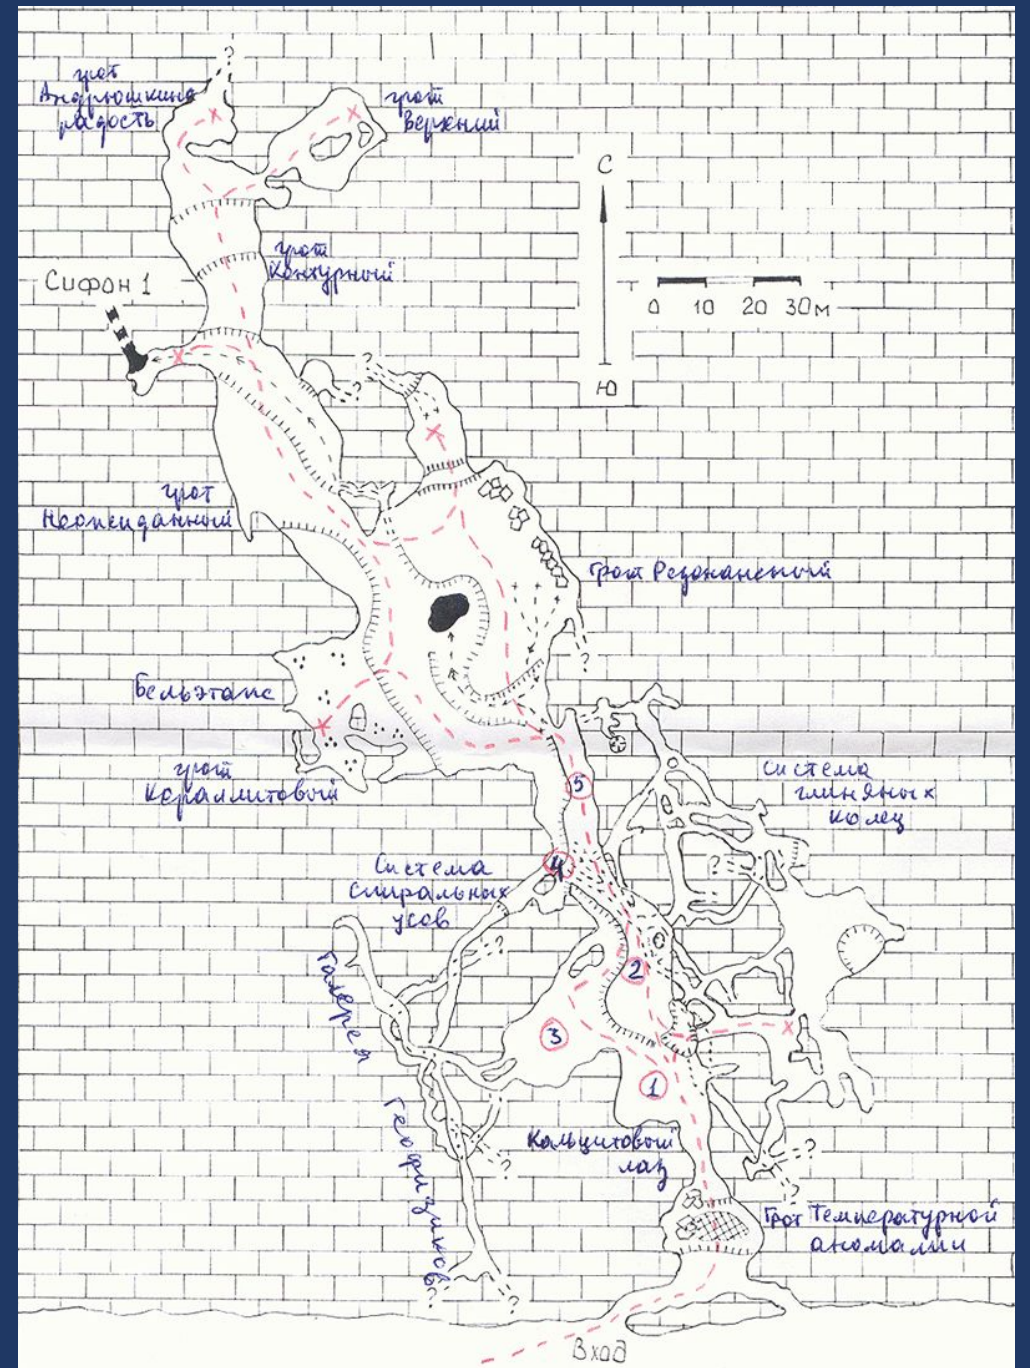 грот
Андрюшкина
радость
грот
Верхний
?
С
грот
Контурный
Сифон 1
0 10 20 30м
Ю
?
?
грот
Неожиданный
Грот Резонансный
?
Бельэтаж
грот
Кораллитовый
5
Система
глиняных
колец
4
?
Система
спиральных
усов
?
2
Галерея
3
1
Геофизиков
Кальцитовый
лаз
?
?
?
Грот Температурной
аномалии
?
?
Вход